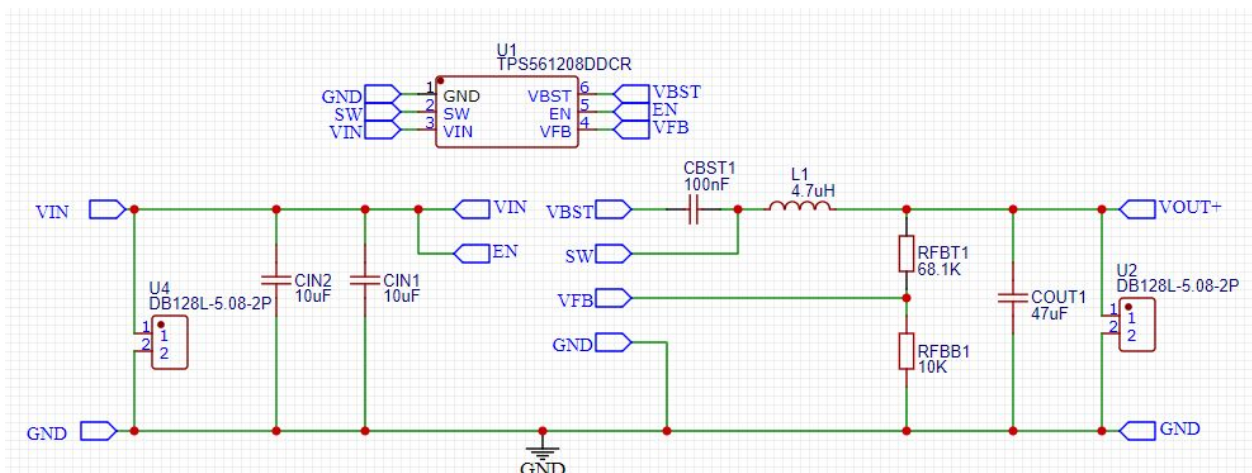 U1
TPS561208DDCR
GND 1 GND VBST 6 VBST
SW 2 SW EN 5 EN
VIN 3 VIN VFB 4 VFB
CBST1
100nF
L1
4.7uH
VIN VIN VBST VOUT+
EN SW
RFBT1
68.1K
CIN2
10uF
CIN1
10uF
U4
DB128L-5.08-2P
1 1
2 2
VFB
COUT1
47uF
U2
DB128L-5.08-2P
1 1
2 2
GND
RFBB1
10K
GND GND
GND